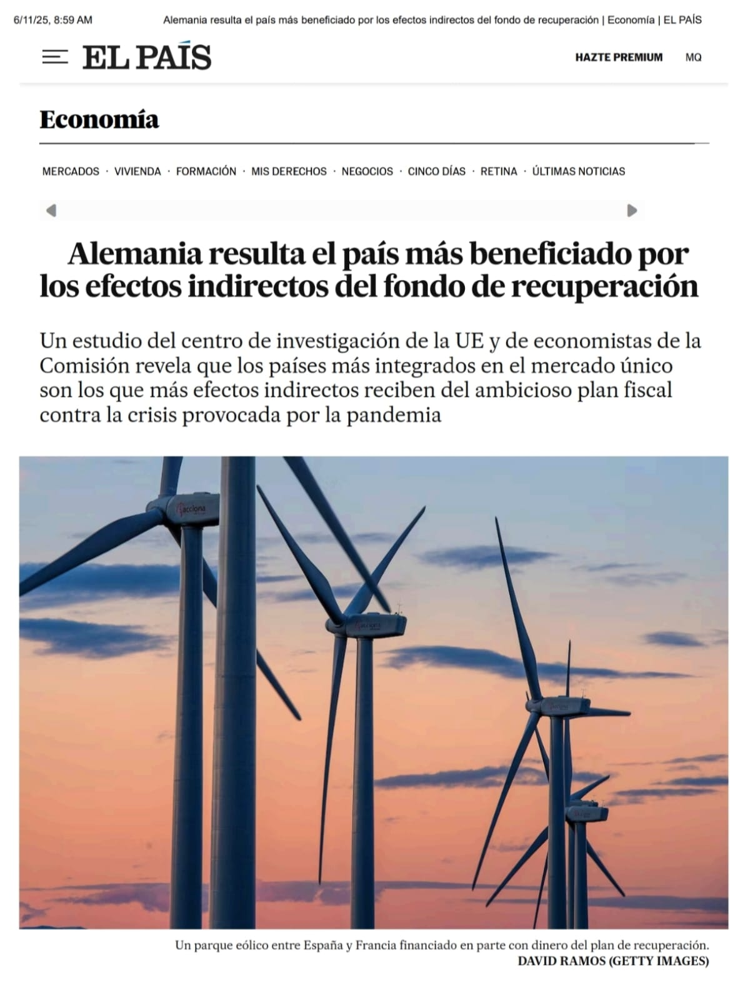 6/11/25, 8:59 AM Alemania resulta el país más beneficiado por los efectos indirectos del fondo de recuperación | Economía | EL PAÍS
EL PAÍS HAZTE PREMIUM MQ
Economía
MERCADOS · VIVIENDA · FORMACIÓN · MIS DERECHOS · NEGOCIOS · CINCO DÍAS · RETINA · ÚLTIMAS NOTICIAS
Alemania resulta el país más beneficiado por
los efectos indirectos del fondo de recuperación
Un estudio del centro de investigación de la UE y de economistas de la
Comisión revela que los países más integrados en el mercado único
son los que más efectos indirectos reciben del ambicioso plan fiscal
contra la crisis provocada por la pandemia
acciona
acciona
acciona
Un parque eólico entre España y Francia financiado en parte con dinero del plan de recuperación.
DAVID RAMOS (GETTY IMAGES)